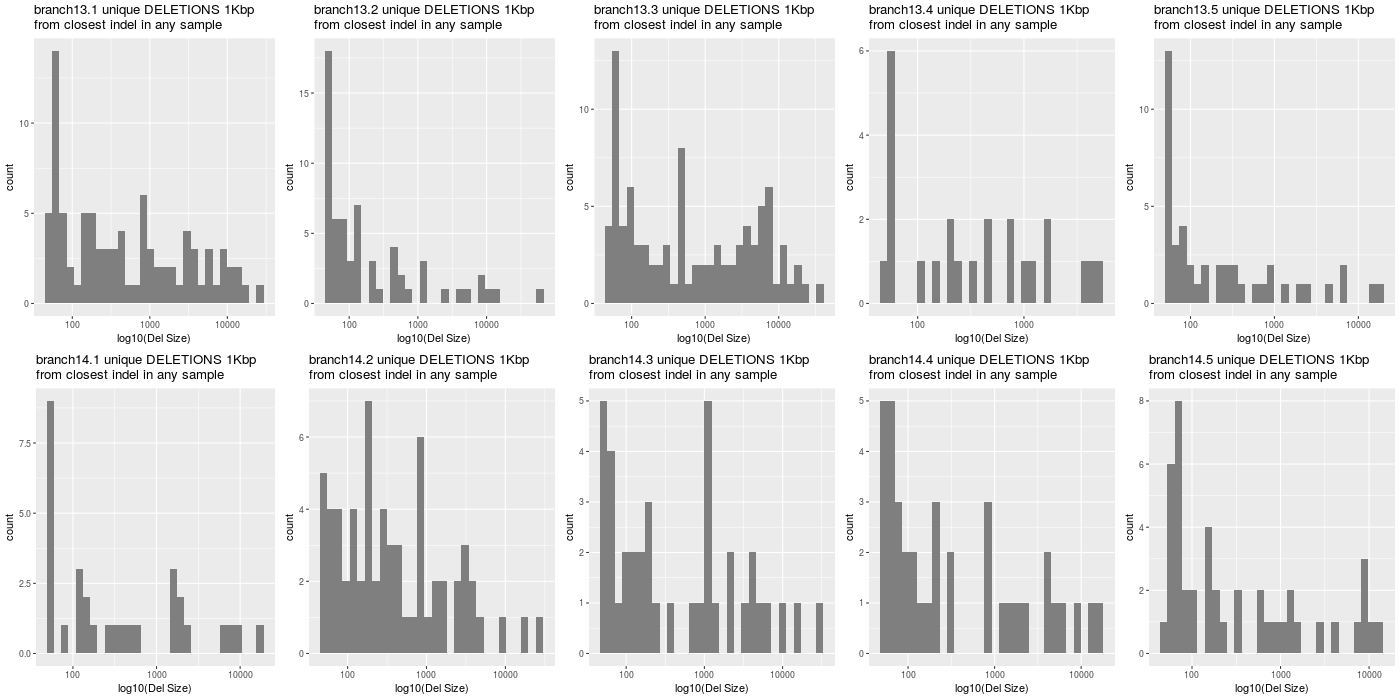 branch13.1 unique DELETIONS 1Kbp
from closest indel in any sample
10
5
0
count
100 1000 10000
log10(Del Size)
branch13.2 unique DELETIONS 1Kbp
from closest indel in any sample
15
10
5
0
count
100 1000 10000
log10(Del Size)
branch13.3 unique DELETIONS 1Kbp
from closest indel in any sample
10
5
0
count
100 1000 10000
log10(Del Size)
branch13.4 unique DELETIONS 1Kbp
from closest indel in any sample
6
4
2
0
count
100 1000
log10(Del Size)
branch13.5 unique DELETIONS 1Kbp
from closest indel in any sample
10
5
0
count
100 1000 10000
log10(Del Size)
branch14.1 unique DELETIONS 1Kbp
from closest indel in any sample
7.5
5.0
2.5
0.0
count
100 1000 10000
log10(Del Size)
branch14.2 unique DELETIONS 1Kbp
from closest indel in any sample
6
4
2
0
count
100 1000 10000
log10(Del Size)
branch14.3 unique DELETIONS 1Kbp
from closest indel in any sample
5
4
3
2
1
0
count
100 1000 10000
log10(Del Size)
branch14.4 unique DELETIONS 1Kbp
from closest indel in any sample
5
4
3
2
1
0
count
100 1000 10000
log10(Del Size)
branch14.5 unique DELETIONS 1Kbp
from closest indel in any sample
8
6
4
2
0
count
100 1000 10000
log10(Del Size)